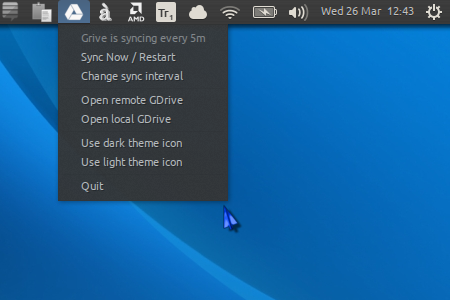 a AMD Tr1 Wed 26 Mar 12:43
Grive is syncing every 5m
Sync Now / Restart
Change sync interval
Open remote GDrive
Open local GDrive
Use dark theme icon
Use light theme icon
Quit